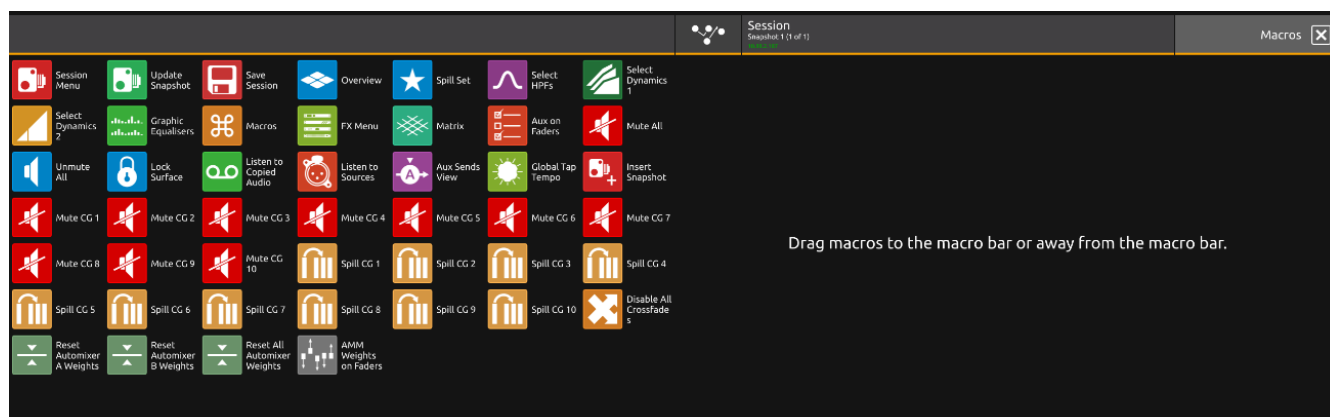 Session
Snapshot 1 (1 of 1)
Macros
Session
Menu
Update
Snapshot
Save
Session
Overview
Spill Set
Select
HPFs
Select
Dynamics
1
Select
Dynamics
2
Graphic
Equalisers
Macros
FX Menu
Matrix
Aux on
Faders
Mute All
Unmute
All
Lock
Surface
Listen to
Copied
Audio
Listen to
Sources
A
Aux Sends
View
Global Tap
Tempo
Insert
Snapshot
Mute CG 1
Mute CG 2
Mute CG 3
Mute CG 4
Mute CG 5
Mute CG 6
Mute CG 7
Mute CG 8
Mute CG 9
Mute CG
10
Spill CG 1
Spill CG 2
Spill CG 3
Spill CG 4
Spill CG 5
Spill CG 6
Spill CG 7
Spill CG 8
Spill CG 9
Spill CG 10
Disable All
Crossfade
s
Reset
Automixer
A Weights
Reset
Automixer
B Weights
Reset All
Automixer
Weights
AMM
Weights
on Faders
Drag macros to the macro bar or away from the macro bar.